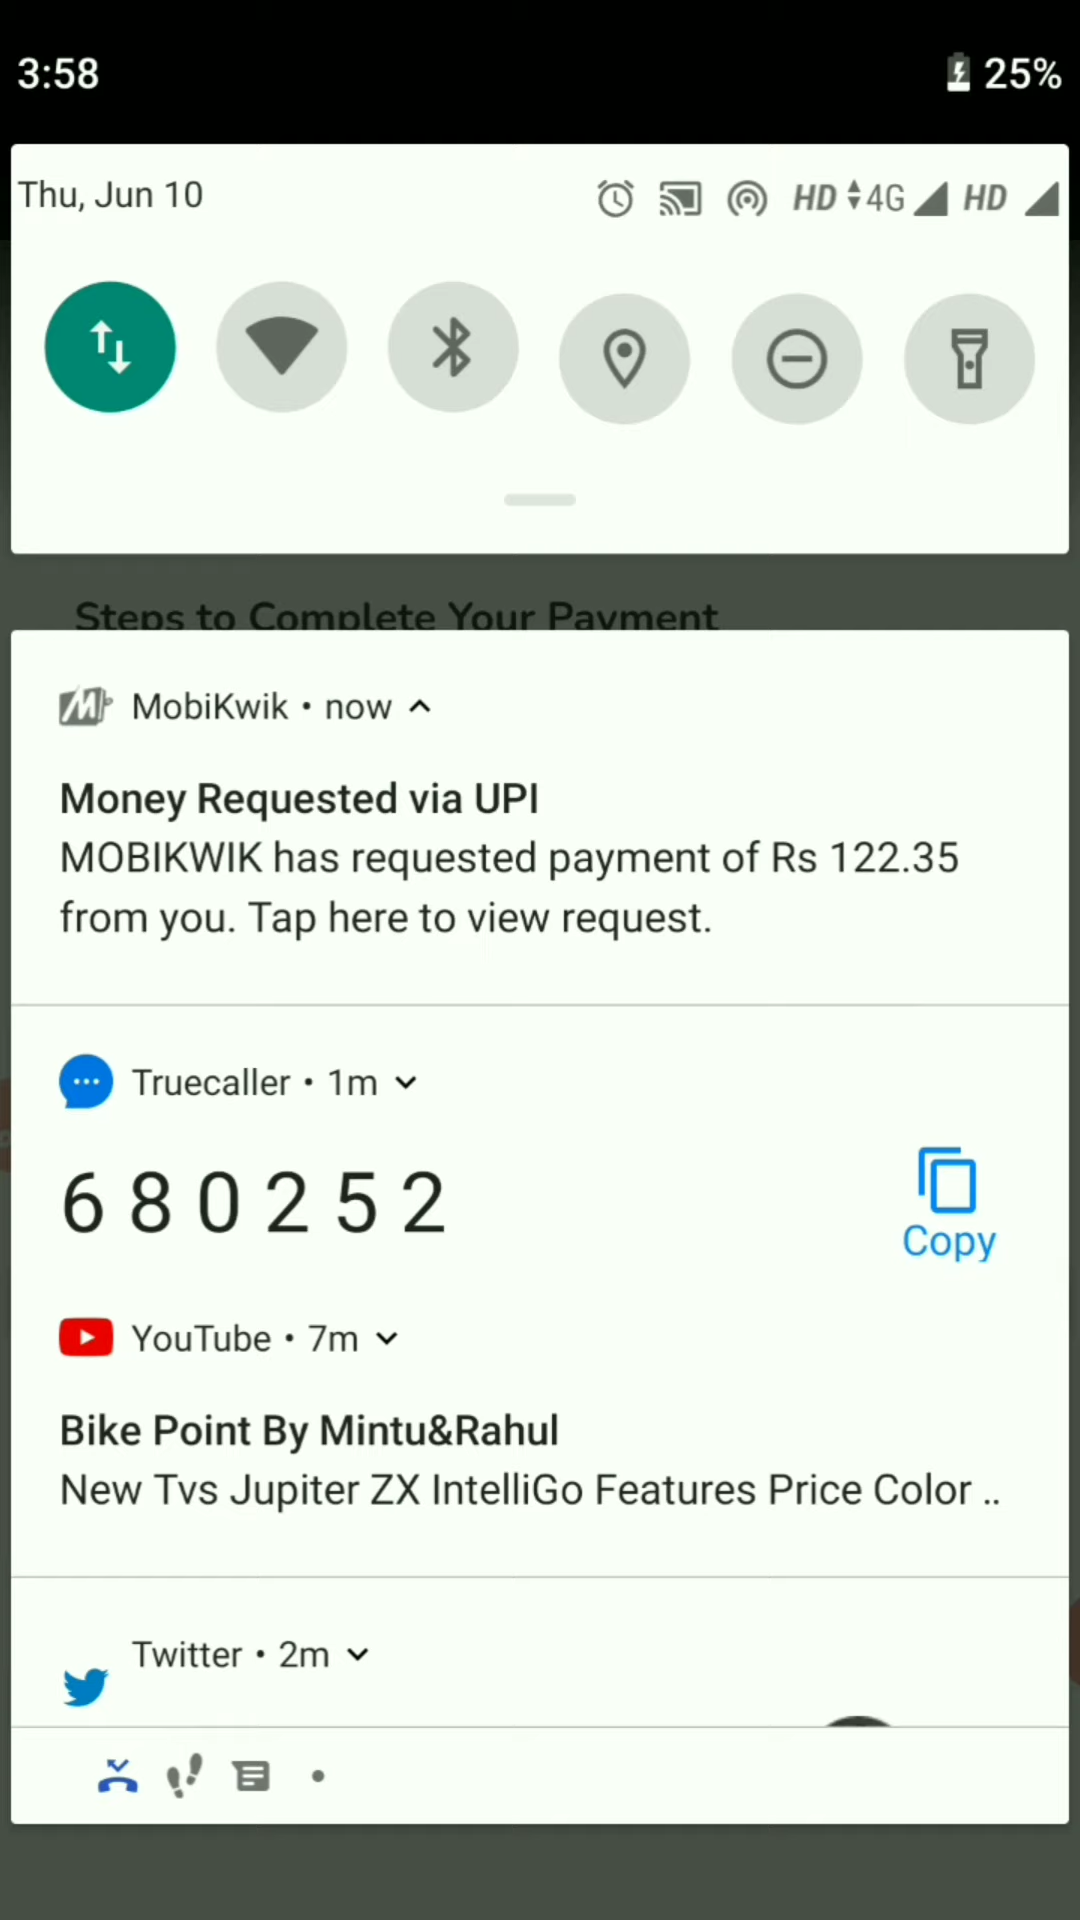 3:58
25%
Thu, Jun 10
HD 4G HD
Steps to Complete Your Payment
MobiKwik • now
Money Requested via UPI
MOBIKWIK has requested payment of Rs 122.35
from you. Tap here to view request.
Truecaller • 1m
6 8 0 2 5 2
Copy
YouTube • 7m
Bike Point By Mintu&Rahul
New Tvs Jupiter ZX IntelliGo Features Price Color ..
Twitter • 2m